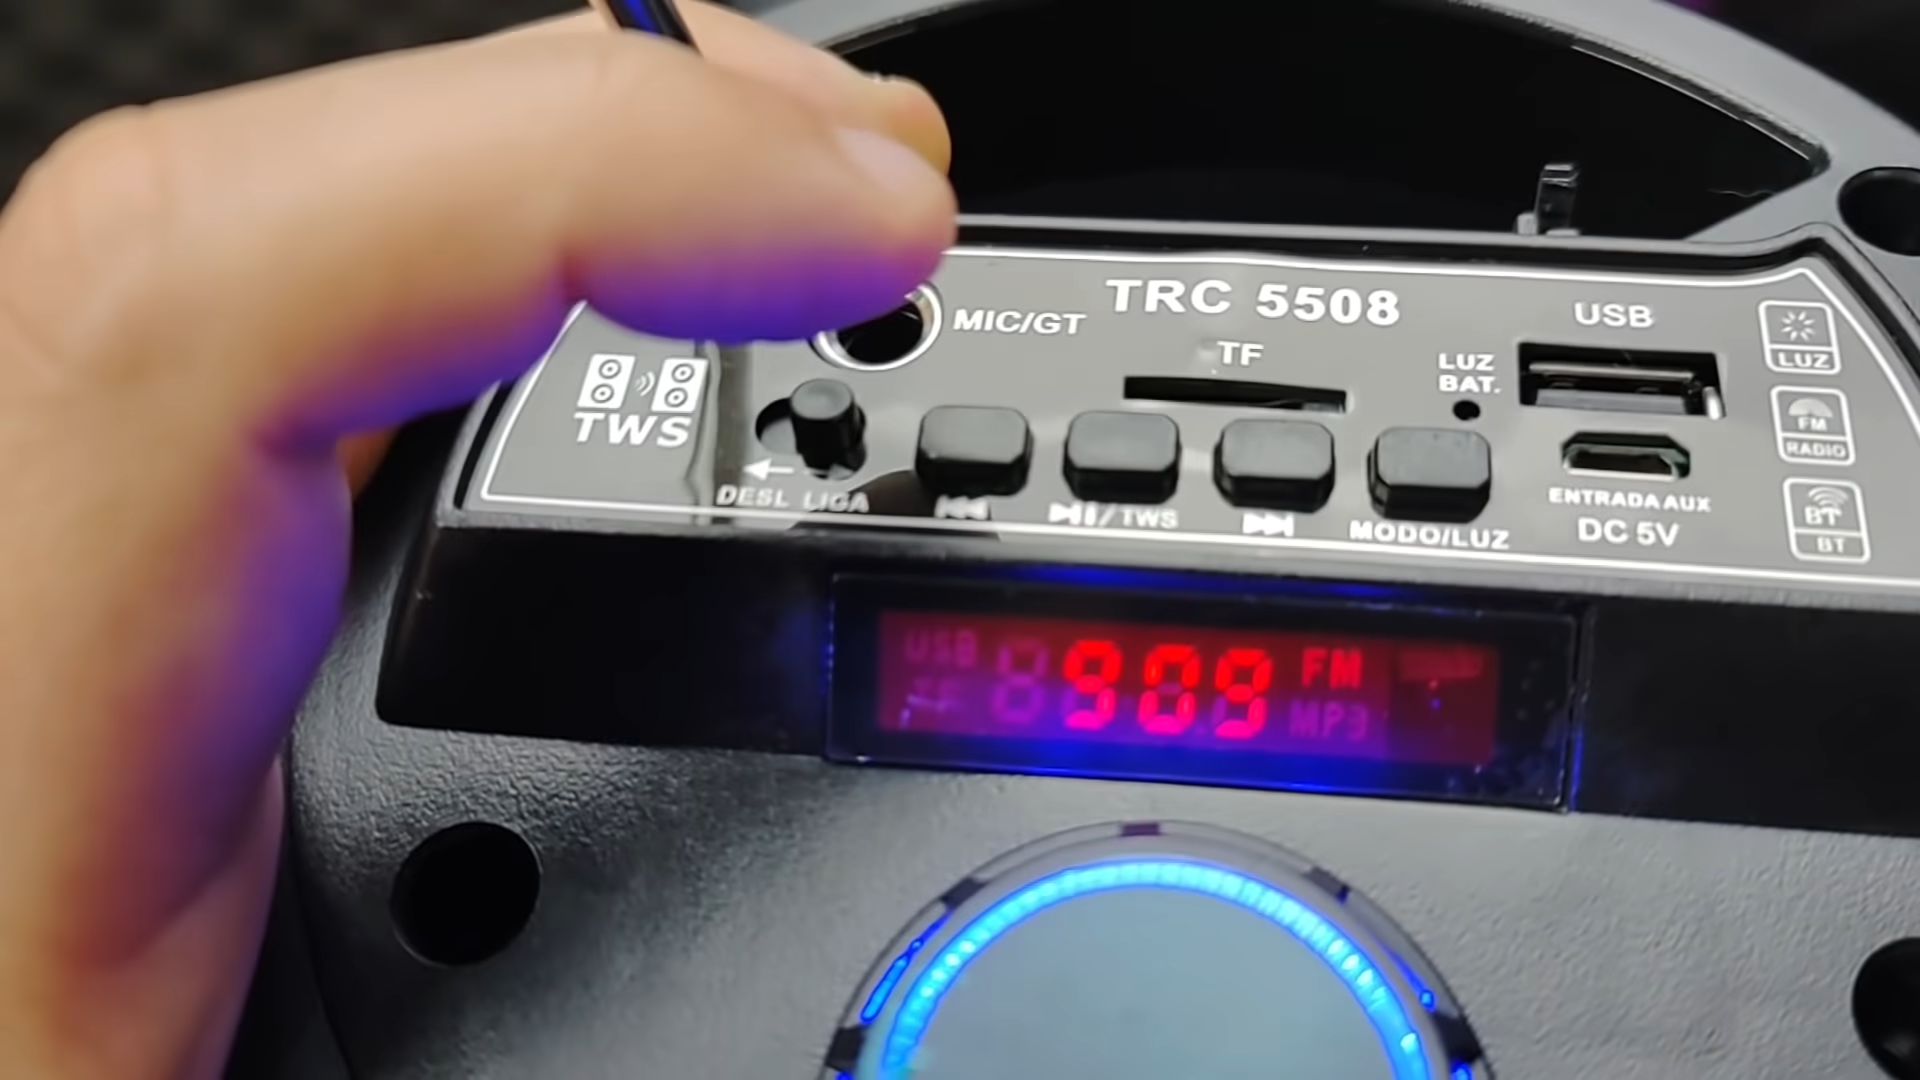 TRC 5508
MIC/GT
USB
TF
LUZ
BAT.
LUZ
TWS
FM
RADIO
DESL LIGA
/TWS
MODO/LUZ
ENTRADA AUX
DC 5V
BT
BT
USB
909
FM
MP3